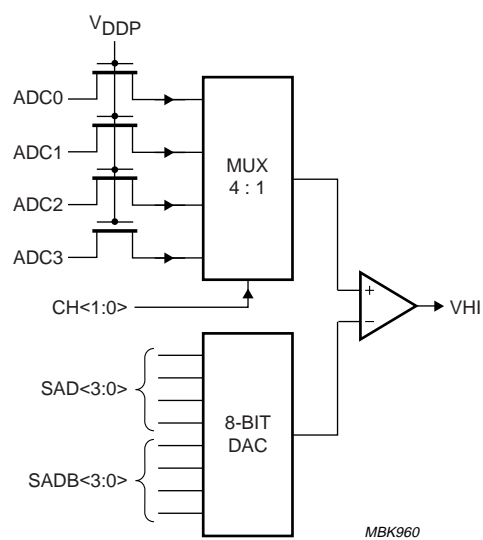 VDDP
ADC0
ADC1
ADC2
ADC3
MUX
4 : 1
CH<1:0>
+
−
VHI
SAD<3:0>
8-BIT
DAC
SADB<3:0>
MBK960